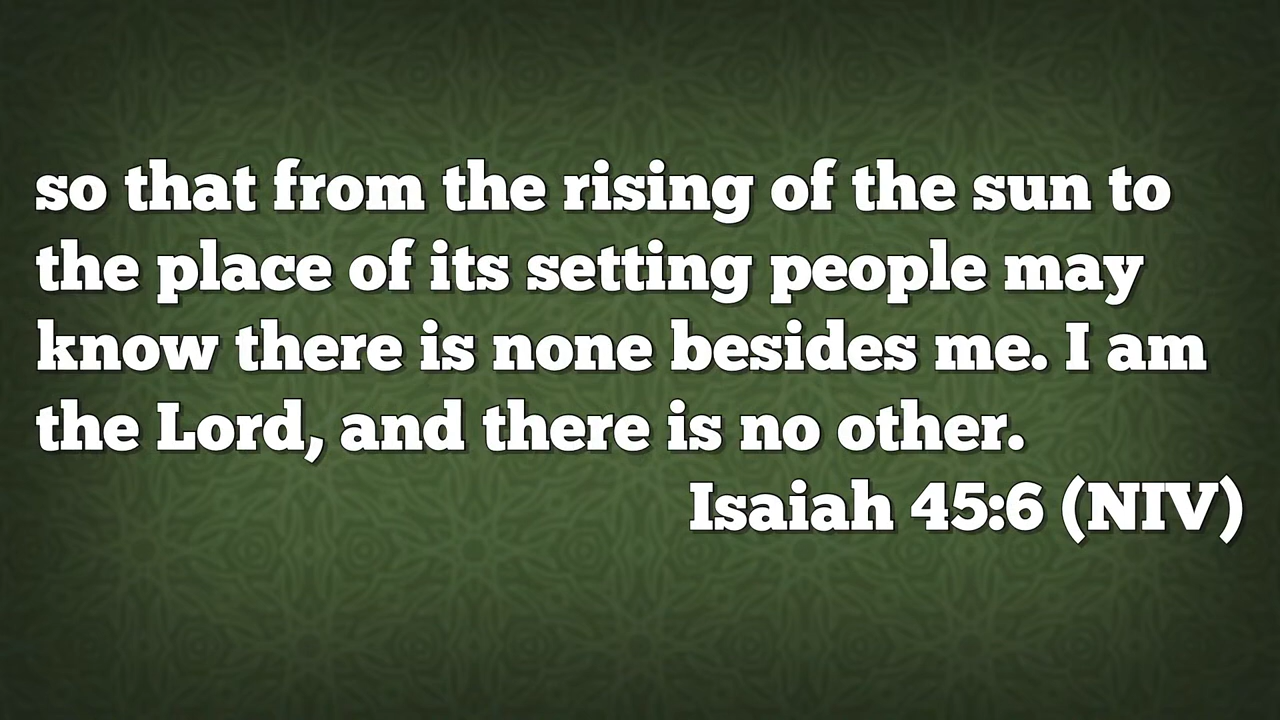 so that from the rising of the sun to
the place of its setting people may
know there is none besides me. I am
the Lord, and there is no other.
Isaiah 45:6 (NIV)